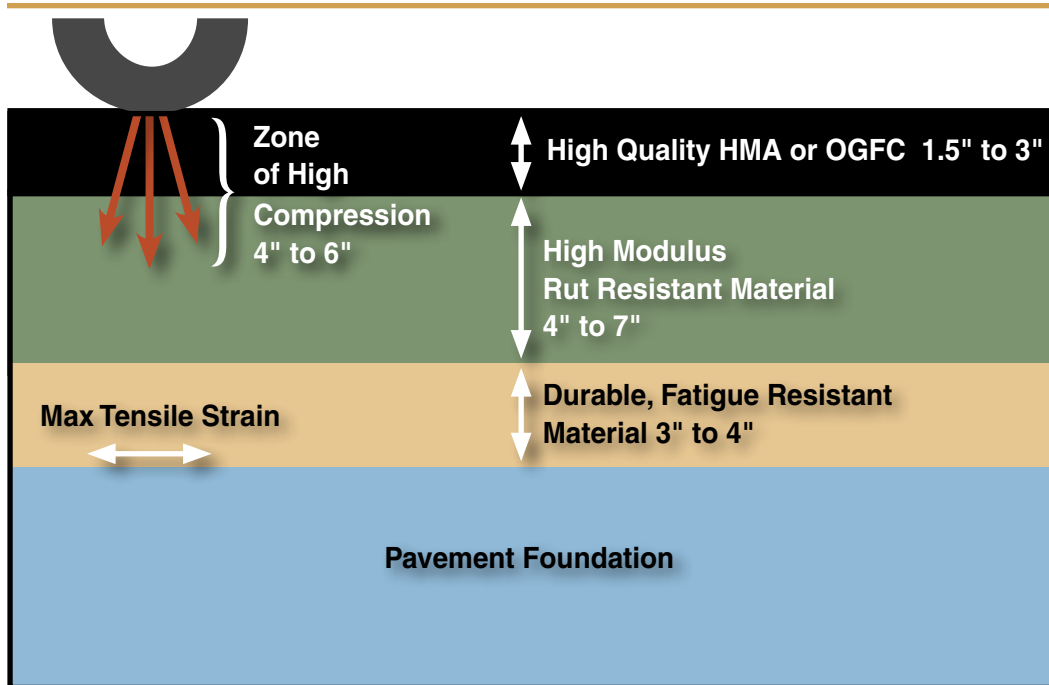 Zone
of High
Compression
4" to 6"
High Quality HMA or OGFC 1.5" to 3"
High Modulus
Rut Resistant Material
4" to 7"
Max Tensile Strain
Durable, Fatigue Resistant
Material 3" to 4"
Pavement Foundation